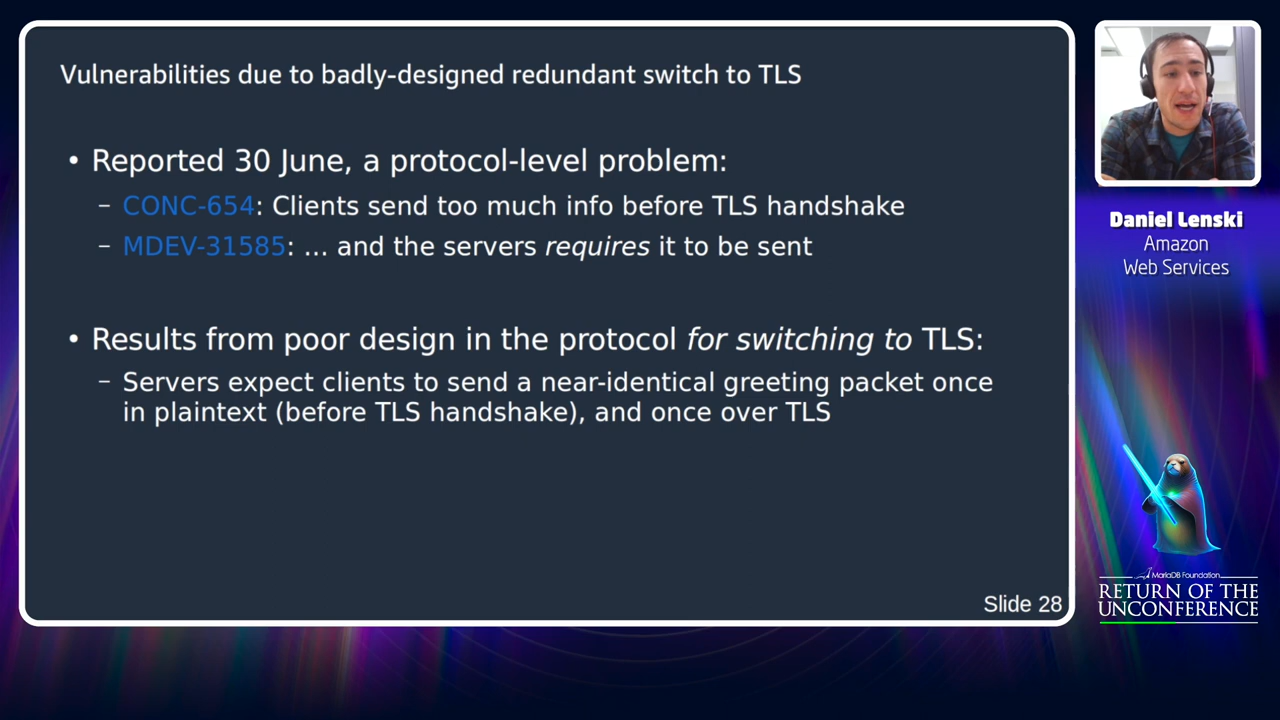 Vulnerabilities due to badly-designed redundant switch to TLS
• Reported 30 June, a protocol-level problem:
– CONC-654: Clients send too much info before TLS handshake
– MDEV-31585: … and the servers requires it to be sent
• Results from poor design in the protocol for switching to TLS:
– Servers expect clients to send a near-identical greeting packet once
in plaintext (before TLS handshake), and once over TLS
Slide 28
Daniel Lenski
Amazon
Web Services
MariaDB Foundation
RETURN OF THE
UNCONFERENCE